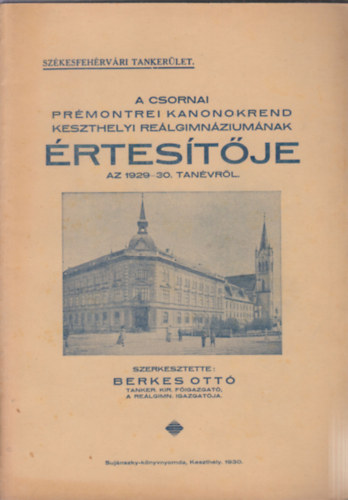 SZÉKESFEHÉRVÁRI TANKERÜLET.
A CSORNAI
PRÉMONTREI KANONOKREND
KESZTHELYI REÁLGIMNÁZIUMÁNAK
ÉRTESÍTŐJE
AZ 1929–30. TANÉVRŐL.
SZERKESZTETTE:
BERKES OTTÓ
TANKER. KIR. FŐIGAZGATÓ,
A REÁLGIMN. IGAZGATÓJA.
Sujánszky-könyvnyomda, Keszthely, 1930.